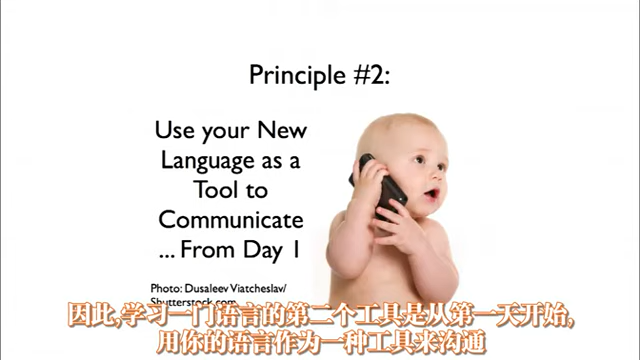 Principle #2:
Use your New
Language as a
Tool to
Communicate
... From Day 1
Photo: Dusaleev Viatcheslav/
Shutterstock.com
因此,学习一门语言的第二个工具是从第一天开始,
用你的语言作为一种工具来沟通